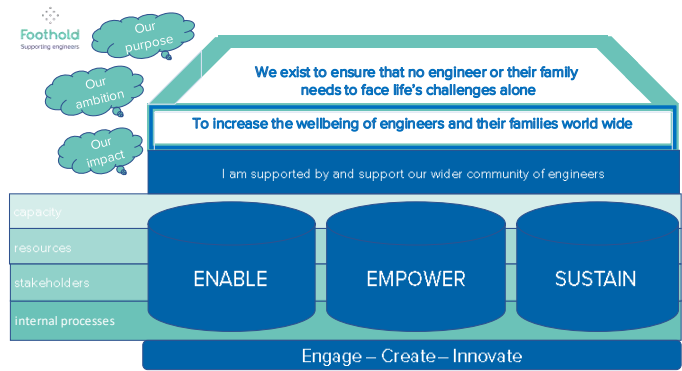 Foothold
Supporting engineers
Our
purpose
Our
ambition
Our
impact
We exist to ensure that no engineer or their family
needs to face life's challenges alone
To increase the wellbeing of engineers and their families world wide
I am supported by and support our wider community of engineers
capacity
resources
stakeholders
internal processes
ENABLE
EMPOWER
SUSTAIN
Engage – Create – Innovate